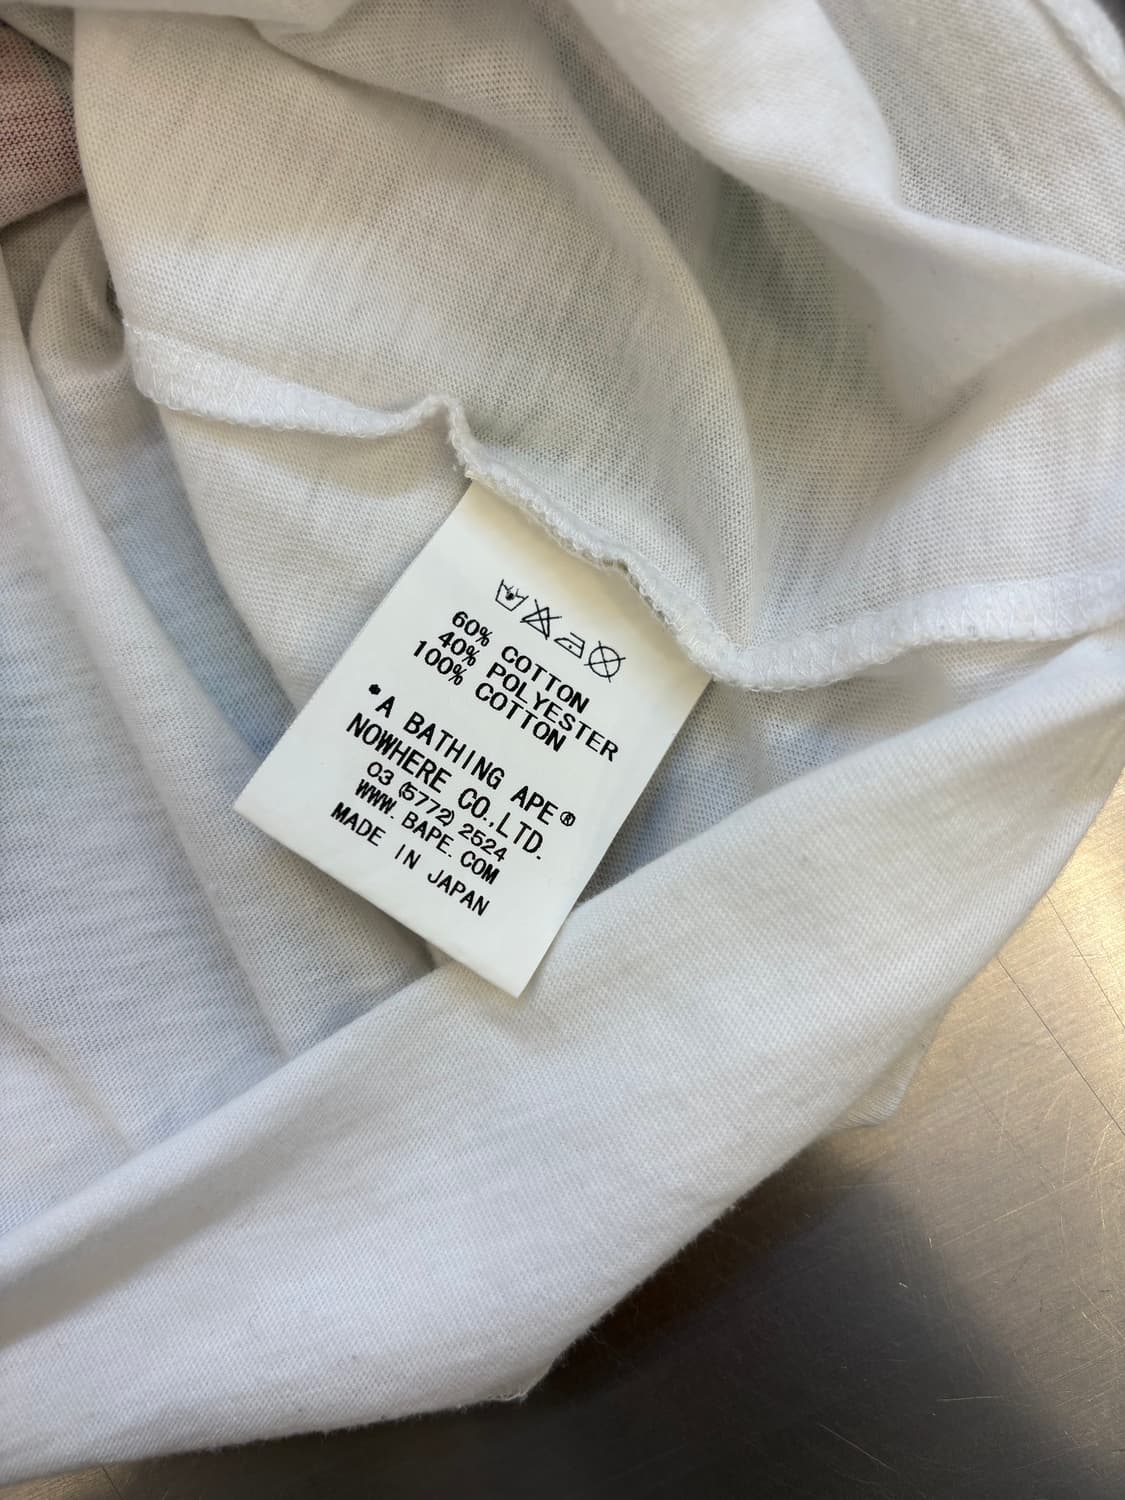 60% COTTON
40% POLYESTER
100% COTTON
•A BATHING APE®
NOWHERE CO.,LTD.
03 (5772) 2524
WWW. BAPE. COM
MADE IN JAPAN